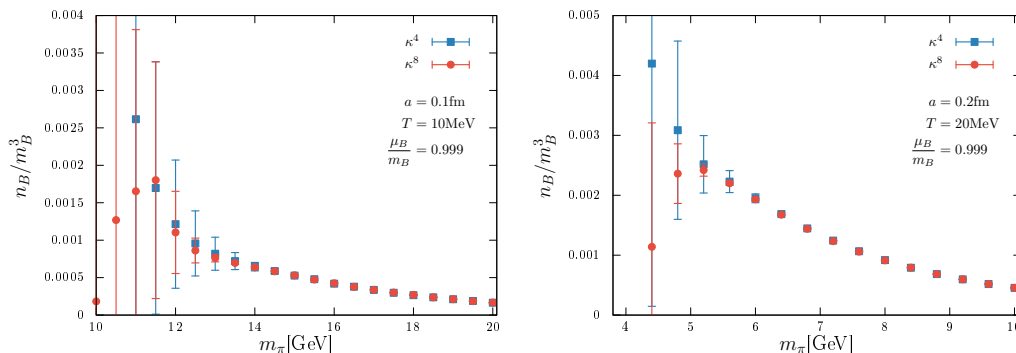 0.004
0.0035
0.003
0.0025
0.002
0.0015
0.001
0.0005
0
10 12 14 16 18 20
n_B/m_B^3
m_π[GeV]
κ^4
κ^8
a = 0.1fm
T = 10MeV
μ_B/m_B = 0.999
0.005
0.004
0.003
0.002
0.001
0
4 5 6 7 8 9 10
n_B/m_B^3
m_π[GeV]
κ^4
κ^8
a = 0.2fm
T = 20MeV
μ_B/m_B = 0.999